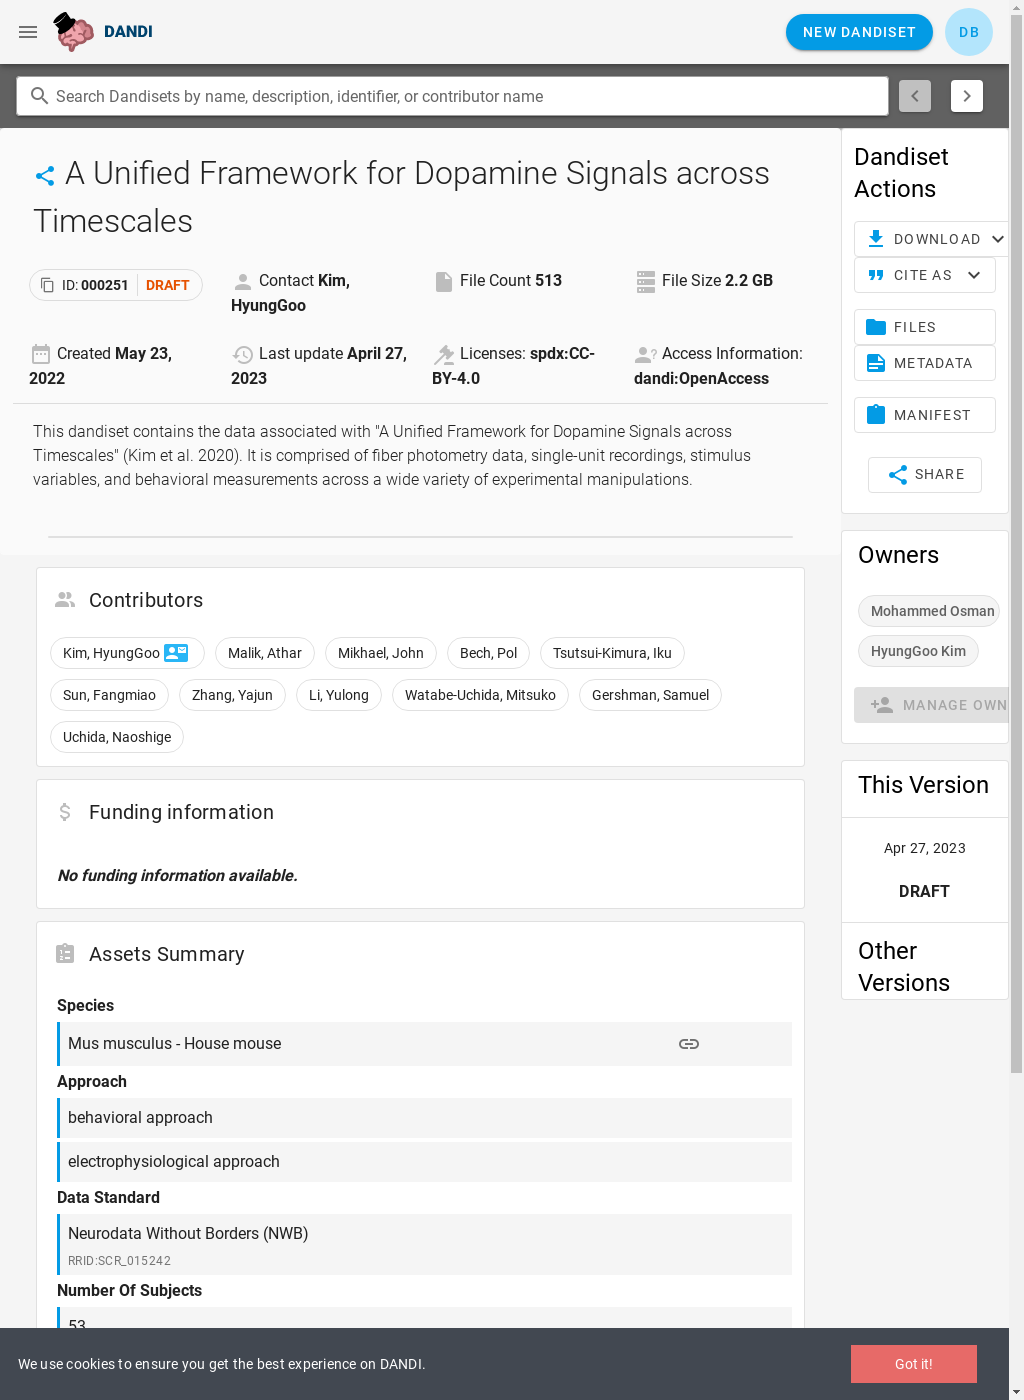 DANDI
NEW DANDISET
DB
Search Dandisets by name, description, identifier, or contributor name
A Unified Framework for Dopamine Signals across
Timescales
ID: 000251 DRAFT
Contact Kim,
HyungGoo
File Count 513
File Size 2.2 GB
Created May 23,
2022
Last update April 27,
2023
Licenses: spdx:CC-
BY-4.0
Access Information:
dandi:OpenAccess
This dandiset contains the data associated with "A Unified Framework for Dopamine Signals across
Timescales" (Kim et al. 2020). It is comprised of fiber photometry data, single-unit recordings, stimulus
variables, and behavioral measurements across a wide variety of experimental manipulations.
Contributors
Kim, HyungGoo Malik, Athar Mikhael, John Bech, Pol Tsutsui-Kimura, Iku
Sun, Fangmiao Zhang, Yajun Li, Yulong Watabe-Uchida, Mitsuko Gershman, Samuel
Uchida, Naoshige
Funding information
No funding information available.
Assets Summary
Species
Mus musculus - House mouse
Approach
behavioral approach
electrophysiological approach
Data Standard
Neurodata Without Borders (NWB)
RRID:SCR_015242
Number Of Subjects
53
Dandiset
Actions
DOWNLOAD
CITE AS
FILES
METADATA
MANIFEST
SHARE
Owners
Mohammed Osman
HyungGoo Kim
MANAGE OWN
This Version
Apr 27, 2023
DRAFT
Other
Versions
We use cookies to ensure you get the best experience on DANDI.
Got it!